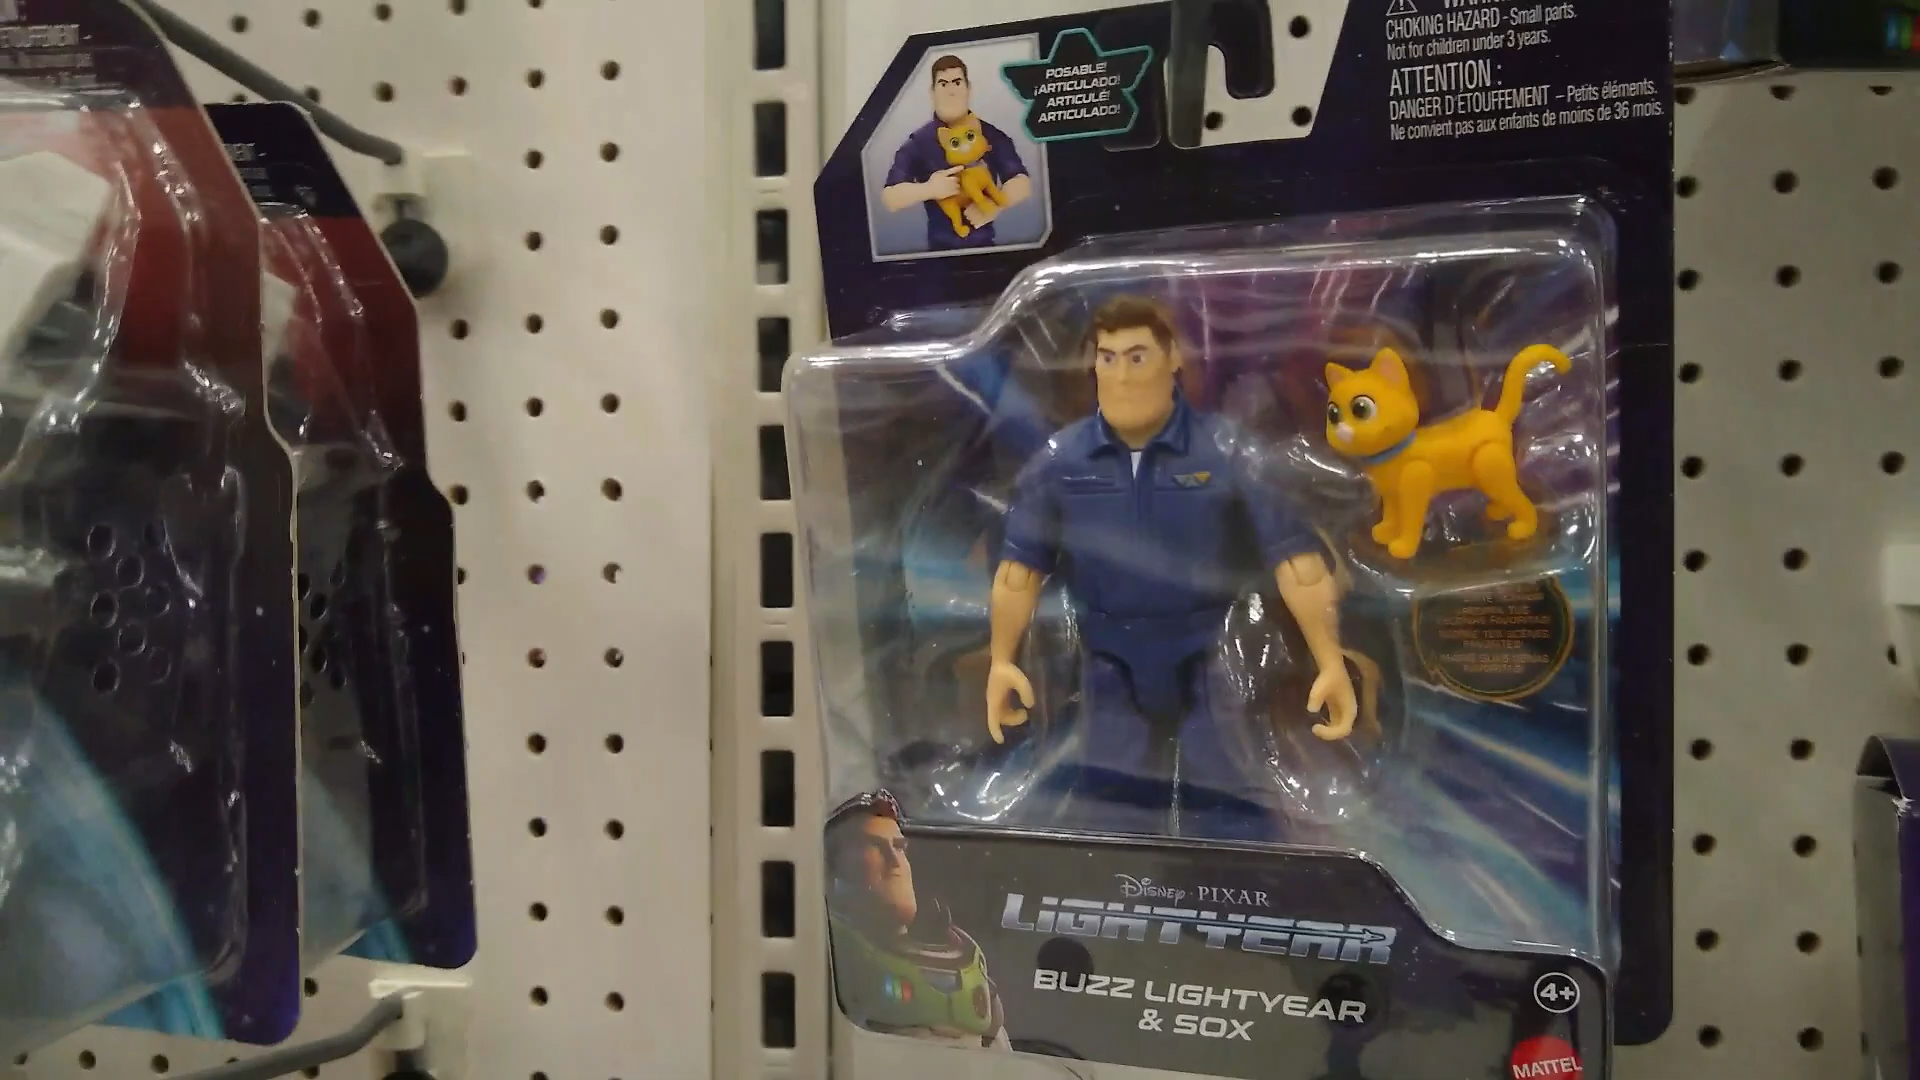 POSABLE!
¡ARTICULADO!
ARTICULÉ!
ARTICULADO!
CHOKING HAZARD - Small parts.
Not for children under 3 years.
ATTENTION :
DANGER D'ÉTOUFFEMENT – Petits éléments.
Ne convient pas aux enfants de moins de 36 mois.
DISNEY · PIXAR
LIGHTYEAR
BUZZ LIGHTYEAR
& SOX
4+
MATTEL